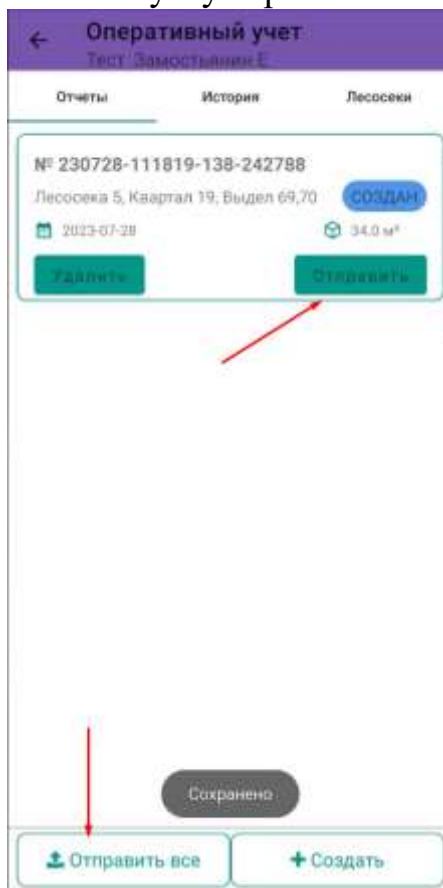 Оперативный учет
Тест Замостьянин Е
Отчеты История Лесосеки
№ 230728-111819-138-242788
Лесосека 5, Квартал 19, Выдел 69,70 СОЗДАН
2023-07-28 34.0 м³
Удалить Отправить
Сохранено
Отправить все + Создать